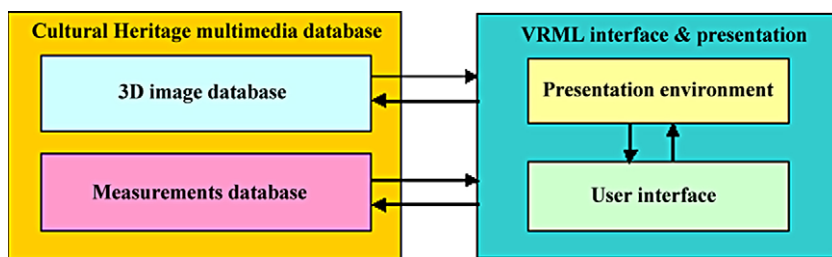 Cultural Heritage multimedia database
3D image database
Measurements database
VRML interface & presentation
Presentation environment
User interface